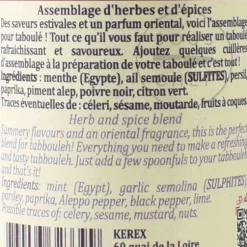 Assemblage d'herbes et d'épices
Des saveurs estivales et un parfum oriental, voici l'assemblage
pour taboulé ! Tout ce qu'il vous faut pour réaliser un taboulé
rafraichissant et savoureux. Ajoutez quelques cuillères
d'assemblage à la préparation de votre taboulé et c'est tout !
Ingrédients : menthe (Egypte), ail semoule (SULFITES), persil,
paprika, piment alep, poivre noir, citron vert.
Traces éventuelles de : céleri, sésame, moutarde, fruits à coques
Herb and spice blend
Summery flavours and an oriental fragrance, this is the perfect
blend for tabbouleh! Everything you need to make a refreshing
and tasty tabbouleh. Just add a few spoonfuls to your tabbouleh
and that's it!
Ingredients: mint (Egypt), garlic semolina (SULPHITES),
parsley, paprika, Aleppo pepper, black pepper, lime.
Possible traces of: celery, sesame, mustard, nuts.
KEREX
60 quai de la Loire